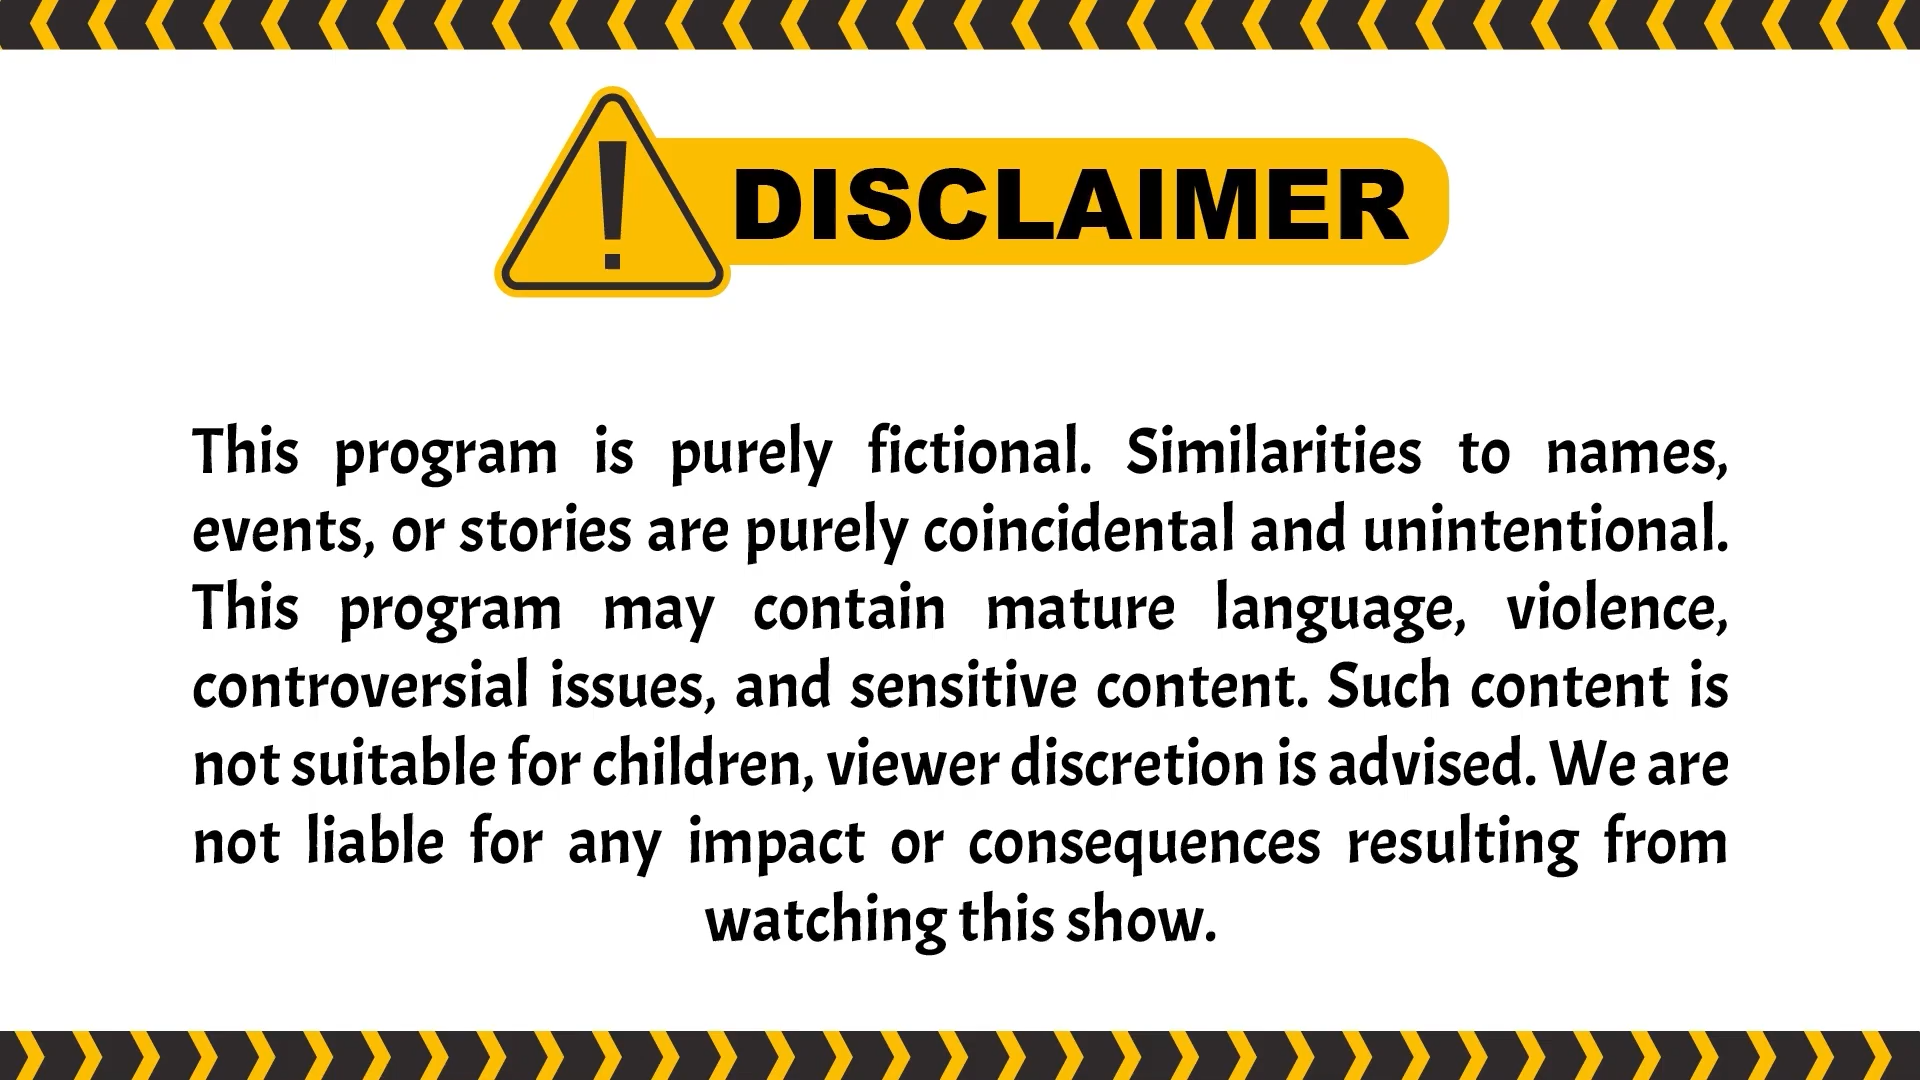 DISCLAIMER
This program is purely fictional. Similarities to names,
events, or stories are purely coincidental and unintentional.
This program may contain mature language, violence,
controversial issues, and sensitive content. Such content is
not suitable for children, viewer discretion is advised. We are
not liable for any impact or consequences resulting from
watching this show.